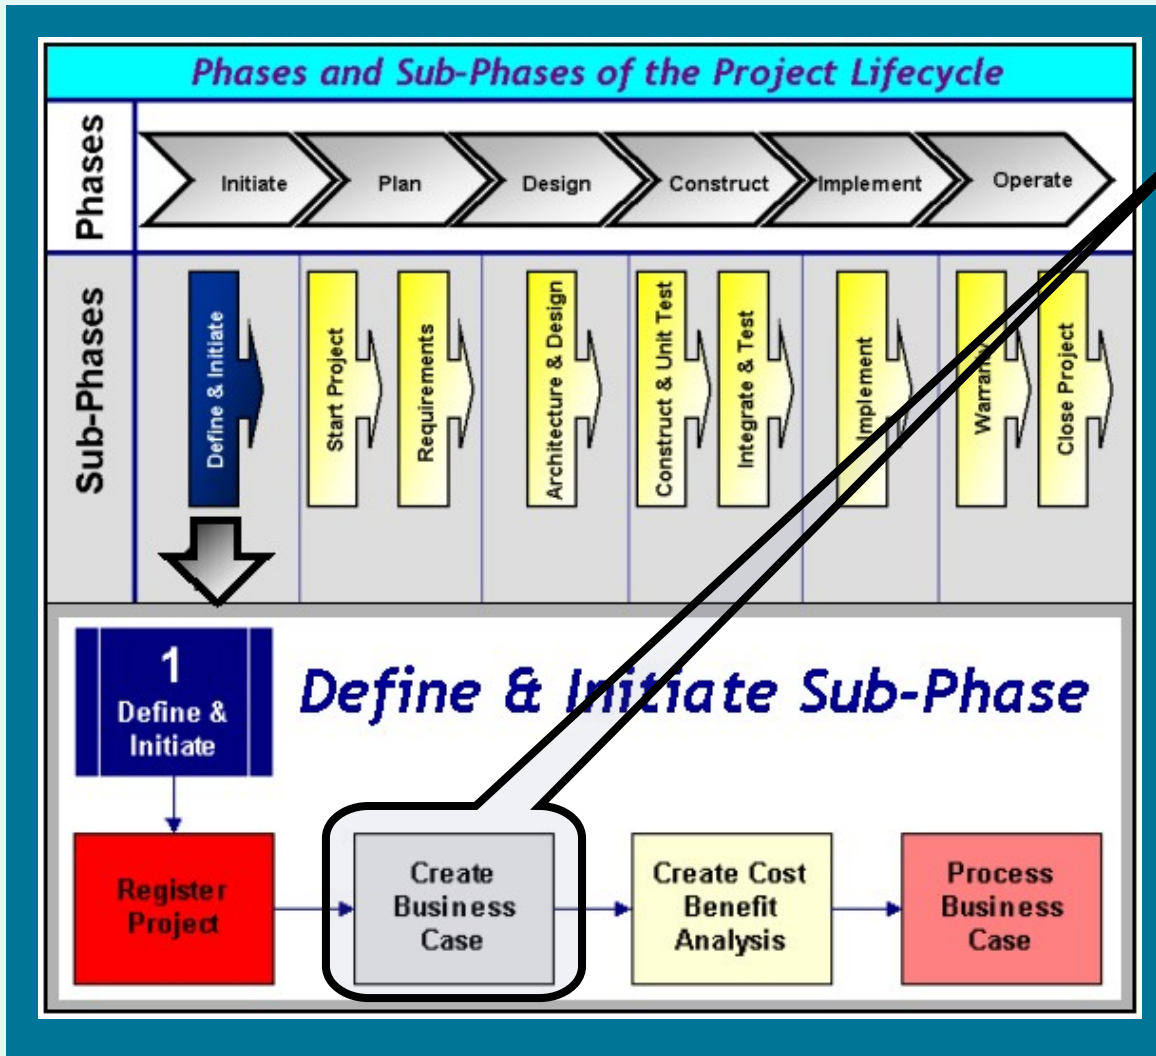 Phases and Sub-Phases of the Project Lifecycle
Phases
Initiate
Plan
Design
Construct
Implement
Operate
Sub-Phases
Define & Initiate
Start Project
Requirements
Architecture & Design
Construct & Unit Test
Integrate & Test
Implement
Warranty
Close Project
1
Define &
Initiate
Define & Initiate Sub-Phase
Register
Project
Create
Business
Case
Create Cost
Benefit
Analysis
Process
Business
Case